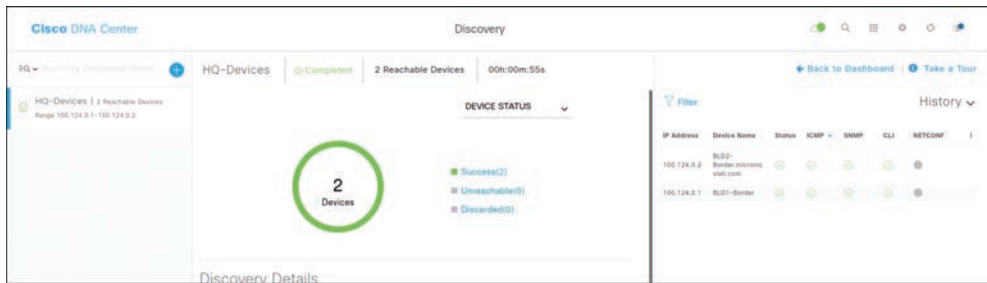 Cisco DNA Center
Discovery
HQ-Devices
Completed
2 Reachable Devices
00h:00m:55s
Back to Dashboard
Take a Tour
HQ-Devices | 2 Reachable Devices
Range 100.124.0.1-100.124.0.2
DEVICE STATUS
2
Devices
Success(2)
Unreachable(0)
Discarded(0)
Discovery Details
Filter
History
IP Address Device Name Status ICMP SNMP CLI NETCONF
100.124.0.2
BLD2-
Border.micronic
slab.com
100.124.0.1 BLD1-Border